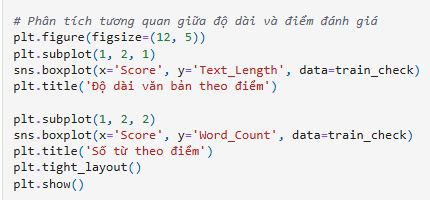 # Phân tích tương quan giữa độ dài và điểm đánh giá
plt.figure(figsize=(12, 5))
plt.subplot(1, 2, 1)
sns.boxplot(x='Score', y='Text_Length', data=train_check)
plt.title('Độ dài văn bản theo điểm')

plt.subplot(1, 2, 2)
sns.boxplot(x='Score', y='Word_Count', data=train_check)
plt.title('Số từ theo điểm')
plt.tight_layout()
plt.show()